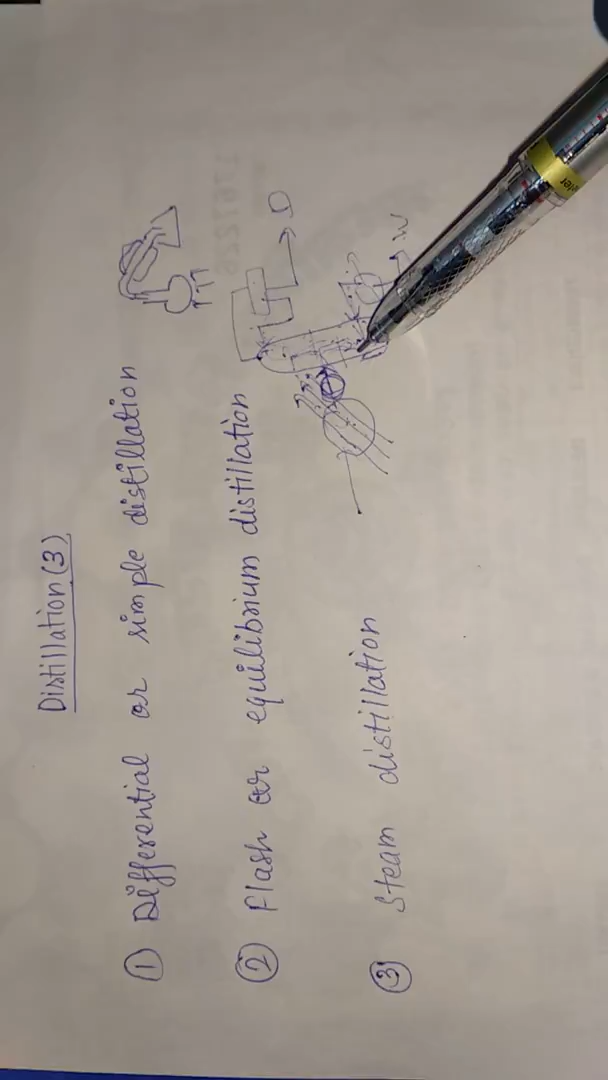 Distillation (3)
① Differential or simple distillation
② Flash or equilibrium distillation
D
W
③ Steam distillation